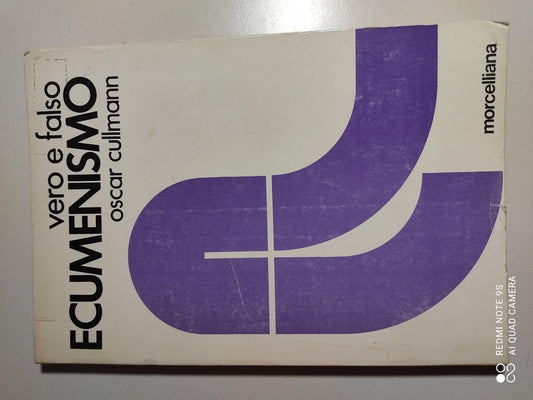 vero e falso
ECUMENISMO
oscar cullmann
morcelliana
REDMI NOTE 9S
AI QUAD CAMERA